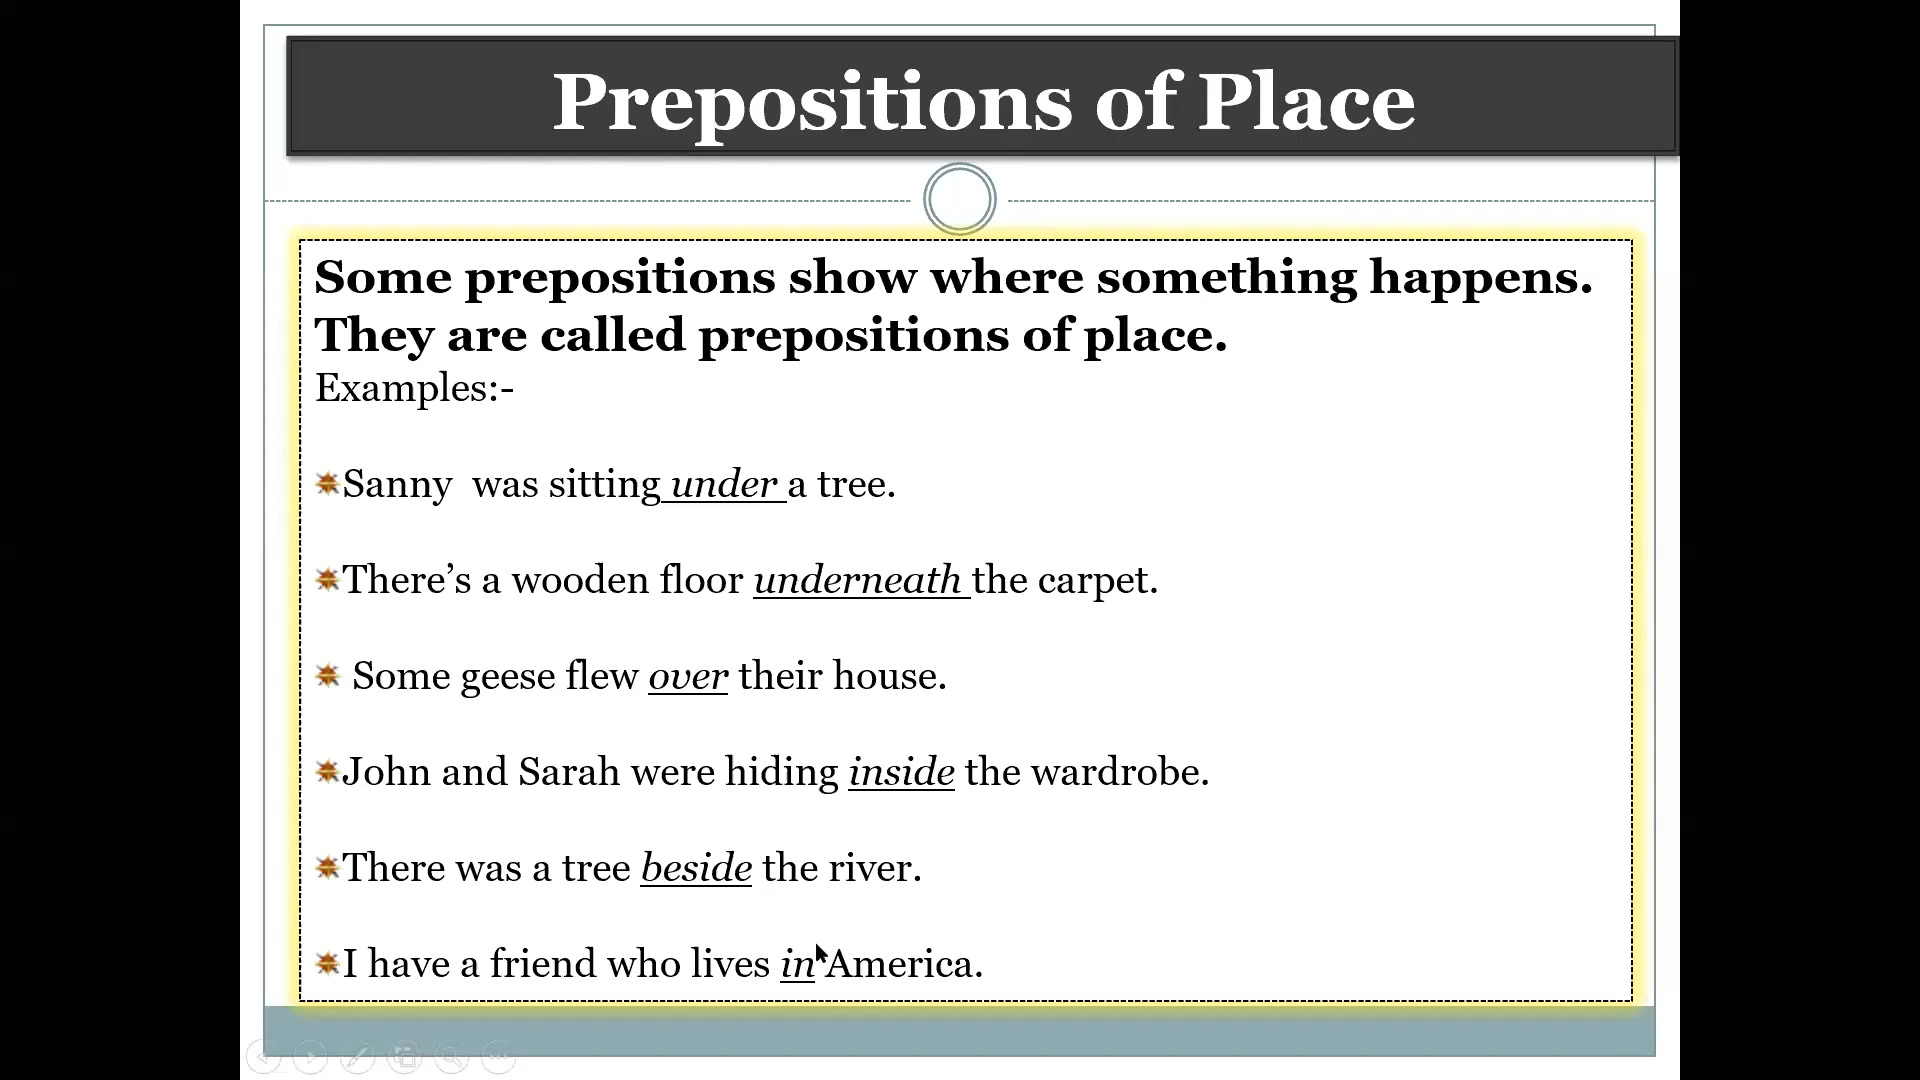 Prepositions of Place
Some prepositions show where something happens.
They are called prepositions of place.
Examples:-
Sanny  was sitting under a tree.
There’s a wooden floor underneath the carpet.
Some geese flew over their house.
John and Sarah were hiding inside the wardrobe.
There was a tree beside the river.
I have a friend who lives in America.